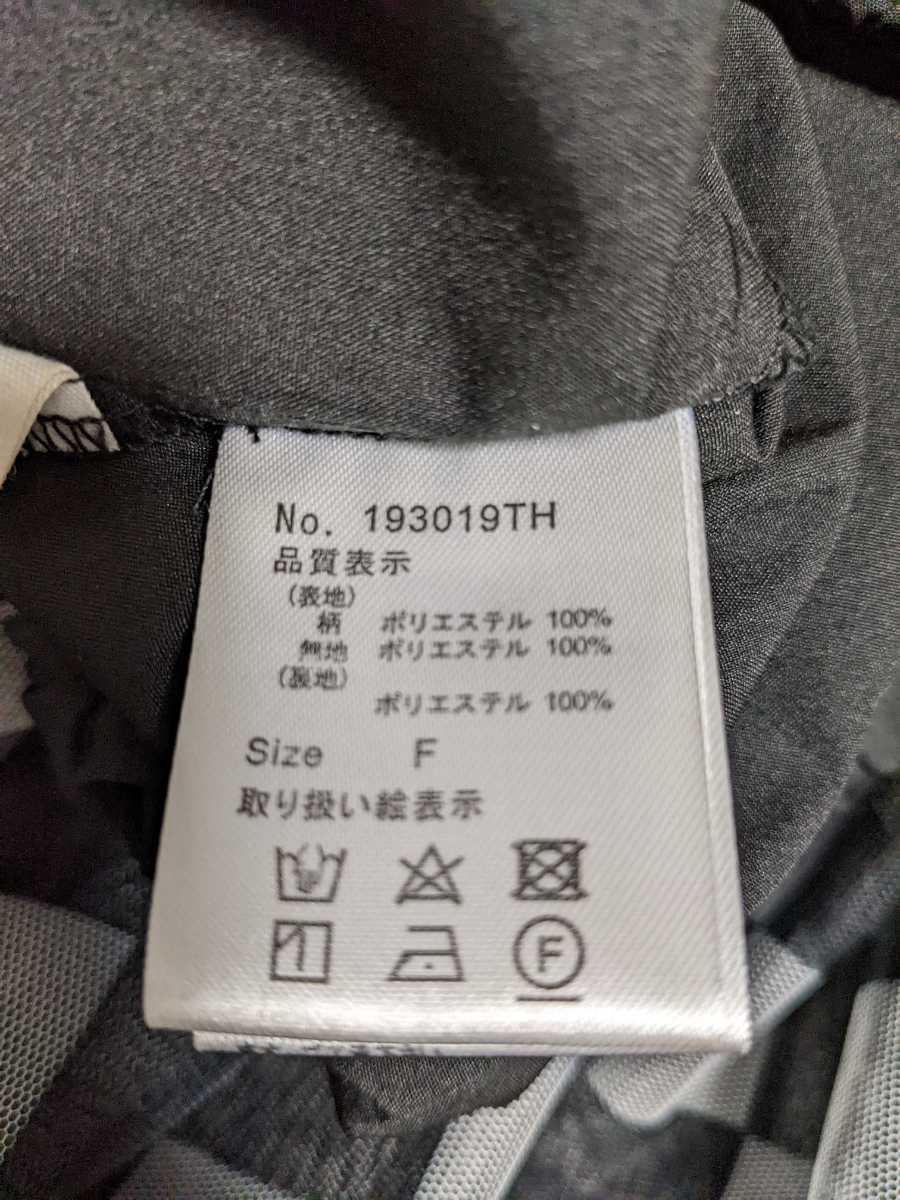 No. 193019TH
品質表示
(表地)
柄 ポリエステル 100%
無地 ポリエステル 100%
(裏地)
ポリエステル 100%
Size F
取り扱い絵表示
F